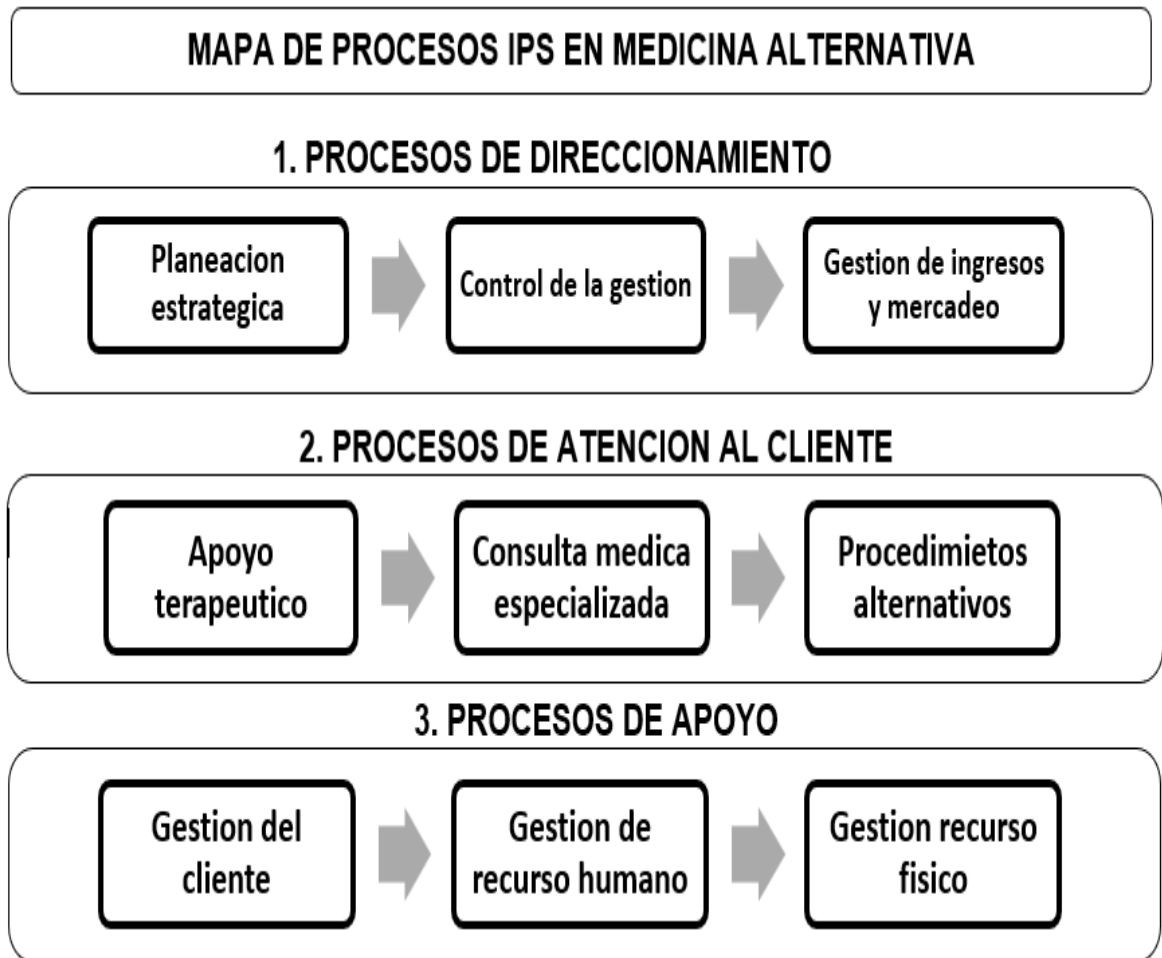 MAPA DE PROCESOS IPS EN MEDICINA ALTERNATIVA
1. PROCESOS DE DIRECCIONAMIENTO
Planeacion
estrategica
Control de la gestion
Gestion de ingresos
y mercadeo
2. PROCESOS DE ATENCION AL CLIENTE
Apoyo
terapeutico
Consulta medica
especializada
Procedimietos
alternativos
3. PROCESOS DE APOYO
Gestion del
cliente
Gestion de
recurso humano
Gestion recurso
fisico